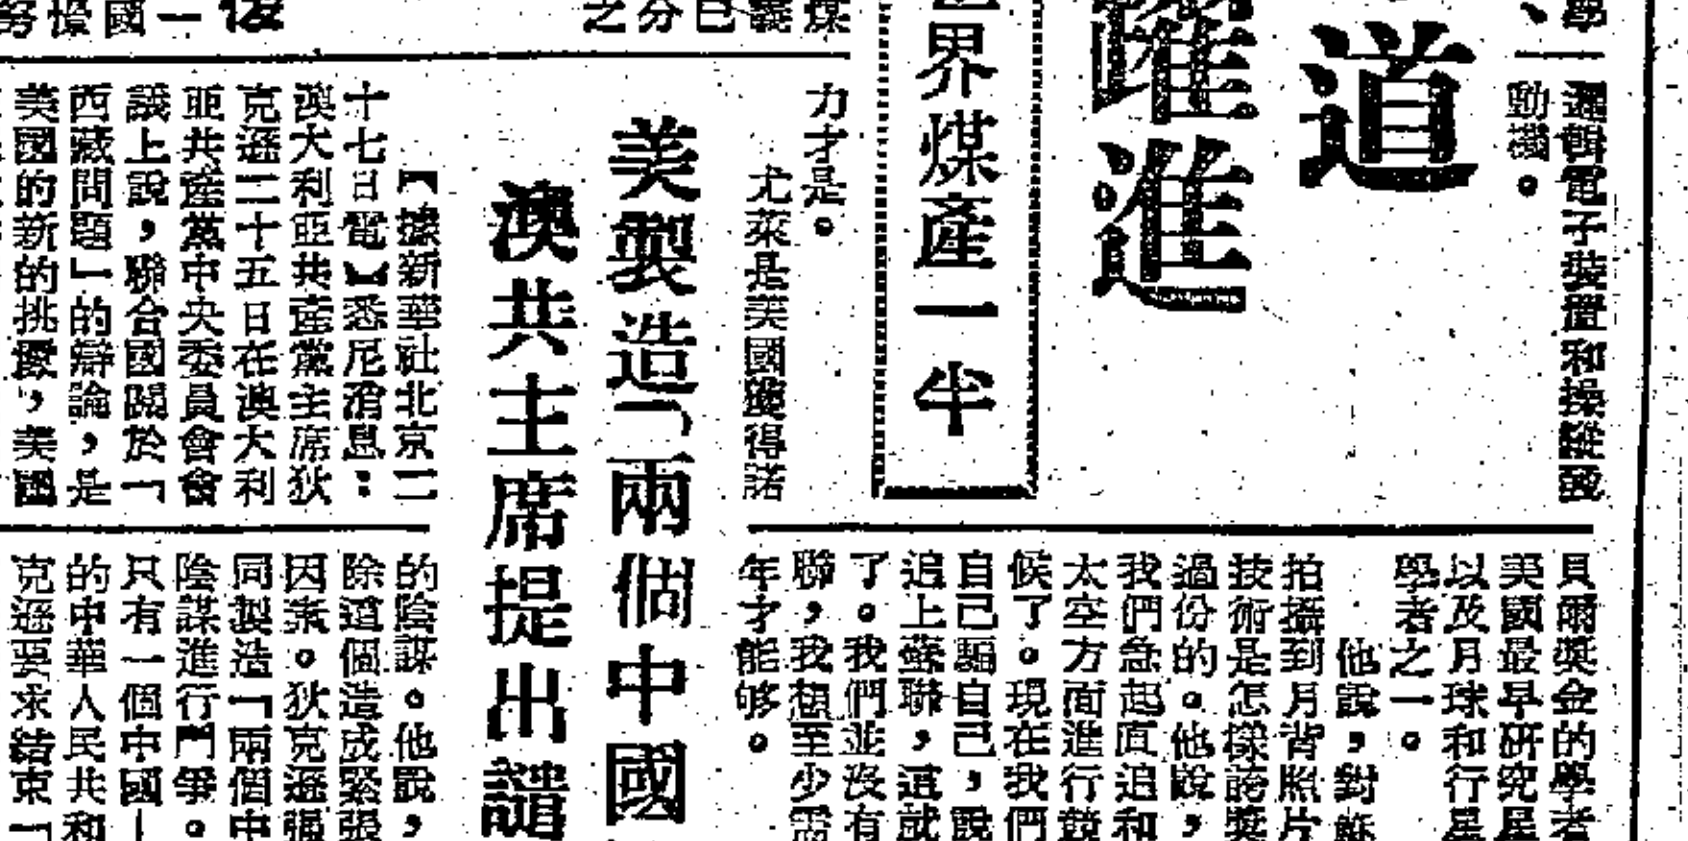 道
躍進
界煤產一半
邏輯電子裝置和操縱
動機。
力才是。
尤萊是美國獲得諾
貝爾獎金的學者
美國最早研究星
以及月球和行星
學者之一。
他說，對蘇
拍攝到月背照片
技術是怎樣誇獎
過份的。他說，
我們急起直追和
太空方面進行競
候了。現在我們
自己騙自己，說
追上蘇聯，這就
了。我們並沒有
聯，我想至少需
年才能够。
美製造「兩個中國
澳共主席提出譴
【據新華社北京二
十七日電】悉尼消息：
澳大利亞共產黨主席狄
克遜二十五日在澳大利
亞共產黨中央委員會會
議上說，聯合國關於「
西藏問題」的辯論，是
美國的新的挑釁，美國
的陰謀。他說，
除這個造成緊張
因素。狄克遜强
同製造「兩個中
陰謀進行鬥爭。
只有一個中國—
的中華人民共和
克遜要求結束「
煤
已分之
後
一國擾